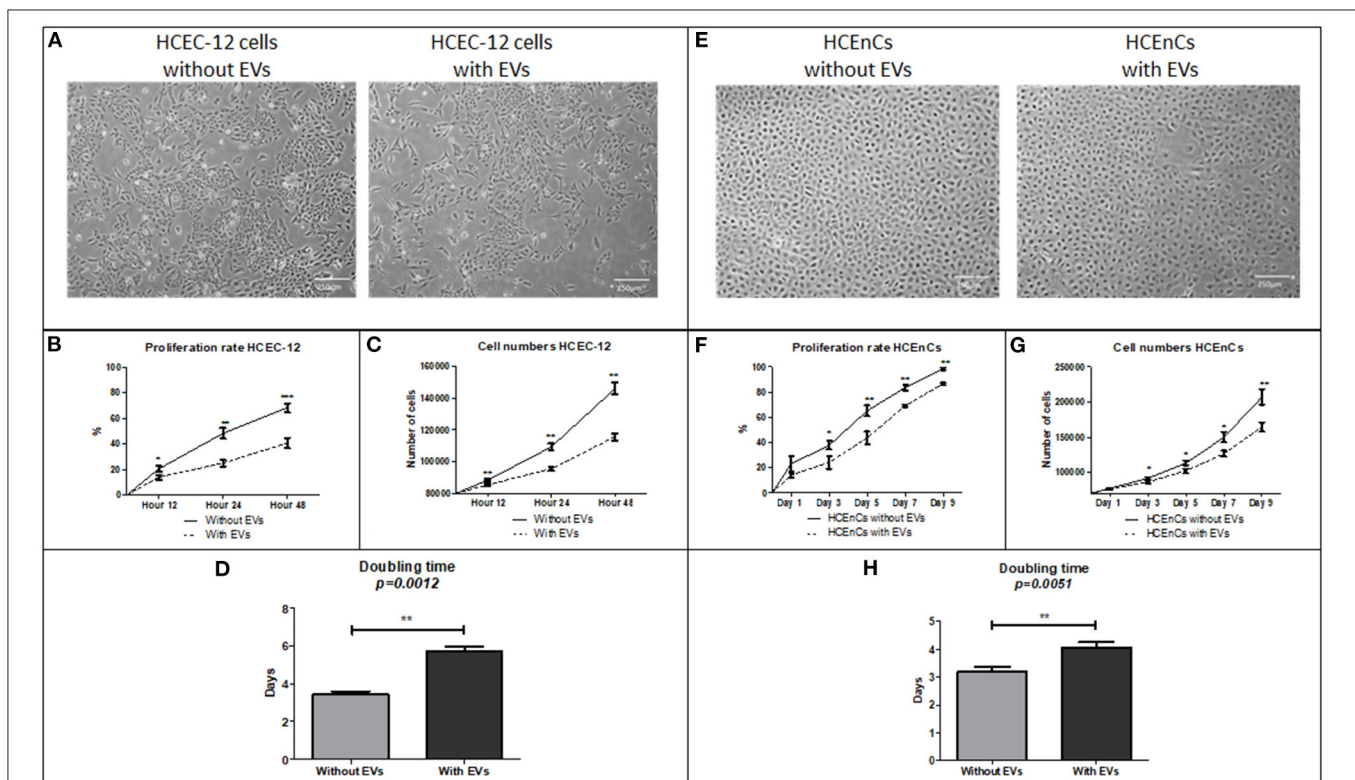 A
HCEC-12 cells
without EVs
HCEC-12 cells
with EVs
250µm
250µm
E
HCEnCs
without EVs
HCEnCs
with EVs
250µm
250µm
B
Proliferation rate HCEC-12
%
100
80
60
40
20
0
*
**
***
Hour 12 Hour 24 Hour 48
Without EVs
With EVs
C
Cell numbers HCEC-12
Number of cells
160000
140000
120000
100000
80000
**
**
**
Hour 12 Hour 24 Hour 48
Without EVs
With EVs
F
Proliferation rate HCEnCs
%
100
80
60
40
20
0
*
**
**
**
Day 1 Day 3 Day 5 Day 7 Day 9
HCEnCs without EVs
HCEnCs with EVs
G
Cell numbers HCEnCs
Number of cells
250000
200000
150000
100000
*
*
*
**
Day 1 Day 3 Day 5 Day 7 Day 9
HCEnCs without EVs
HCEnCs with EVs
D
Doubling time
p=0.0012
Days
8
6
4
2
0
**
Without EVs With EVs
H
Doubling time
p=0.0051
Days
5
4
3
2
1
0
**
Without EVs With EVs